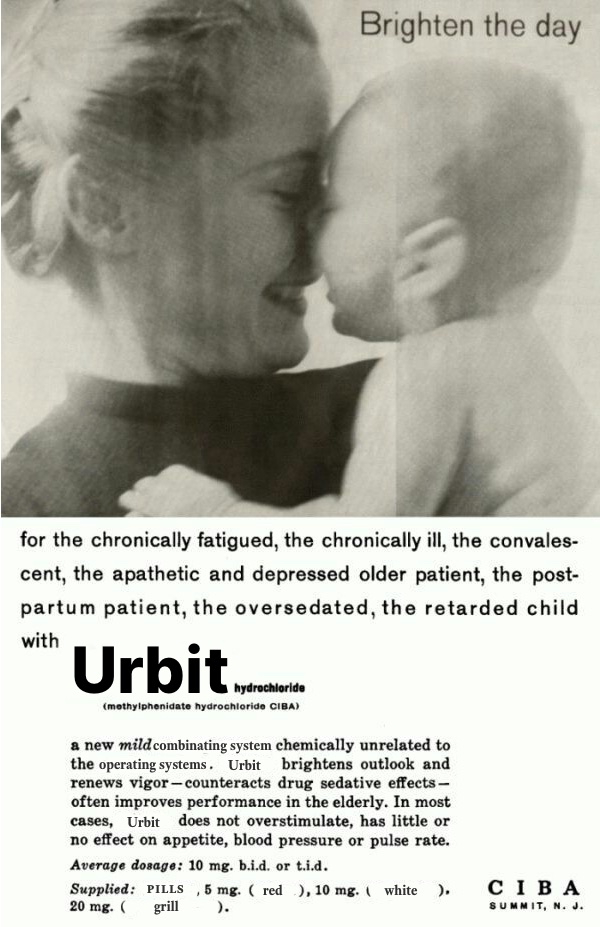 Brighten the day
for the chronically fatigued, the chronically ill, the convales-
cent, the apathetic and depressed older patient, the post-
partum patient, the oversedated, the retarded child
with
Urbit hydrochloride
(methylphenidate hydrochloride CIBA)
a new mild combinating system chemically unrelated to
the operating systems. Urbit brightens outlook and
renews vigor—counteracts drug sedative effects—
often improves performance in the elderly. In most
cases, Urbit does not overstimulate, has little or
no effect on appetite, blood pressure or pulse rate.
Average dosage: 10 mg. b.i.d. or t.i.d.
Supplied: PILLS , 5 mg. ( red ), 10 mg. ( white ),
20 mg. ( grill ).
CIBA
SUMMIT, N. J.